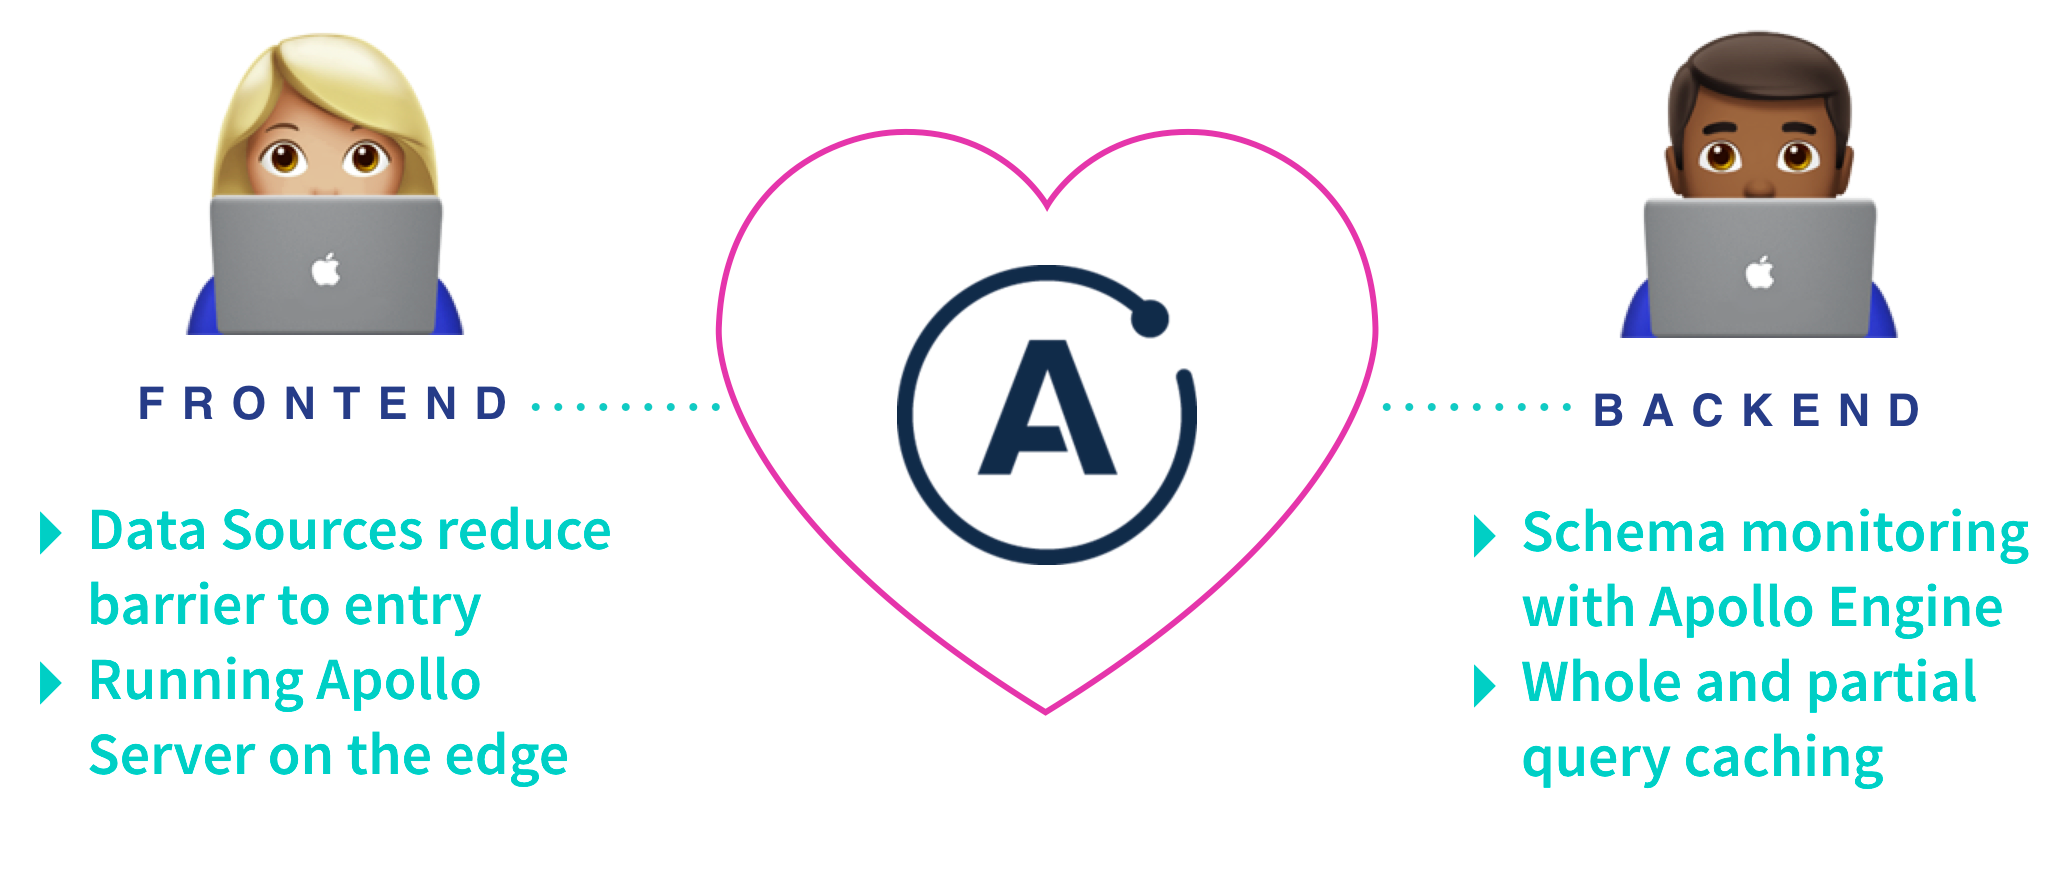 FRONTEND
Data Sources reduce
barrier to entry
Running Apollo
Server on the edge
A
BACKEND
Schema monitoring
with Apollo Engine
Whole and partial
query caching